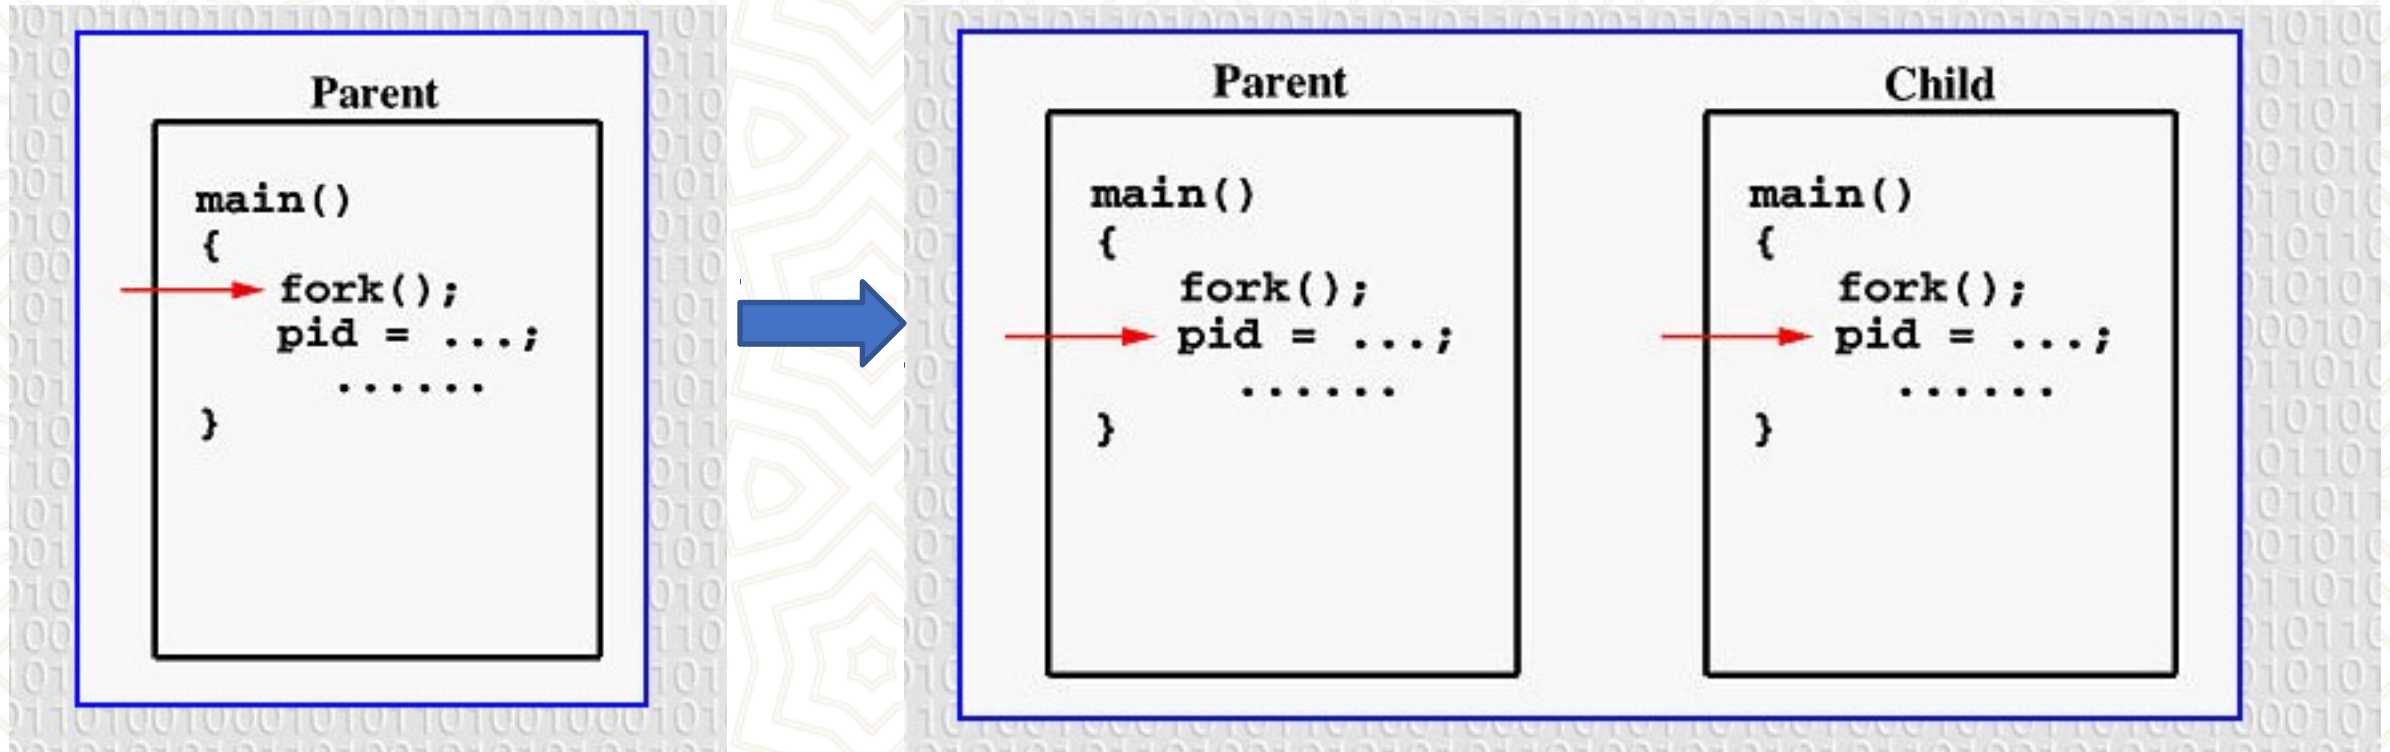 Parent
main()
{
fork();
pid = ...;
......
}
Parent
main()
{
fork();
pid = ...;
......
}
Child
main()
{
fork();
pid = ...;
......
}